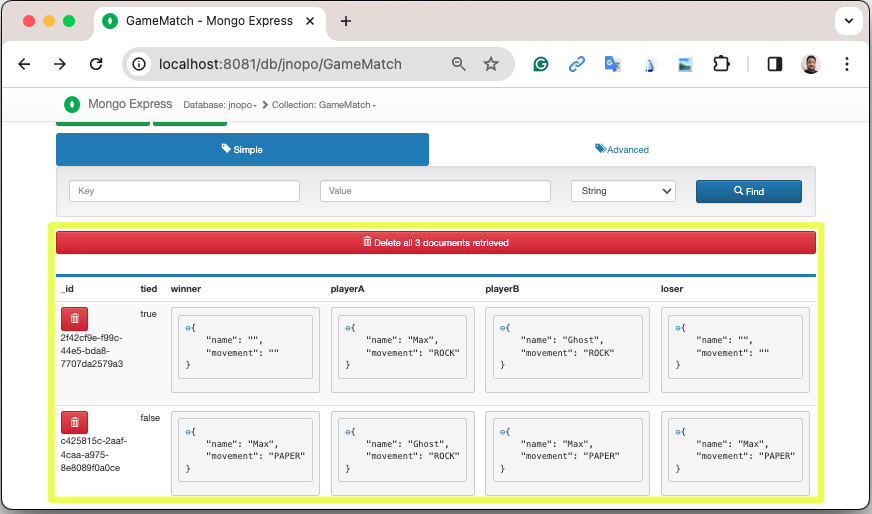 GameMatch - Mongo Express
localhost:8081/db/jnopo/GameMatch
Mongo Express Database: jnopo Collection: GameMatch
Simple Advanced
Key Value String Find
Delete all 3 documents retrieved
_id tied winner playerA playerB loser
2f42cf9e-f99c-
44e5-bda8-
7707da2579a3
true
{
"name": "",
"movement": ""
}
{
"name": "Max",
"movement": "ROCK"
}
{
"name": "Ghost",
"movement": "ROCK"
}
{
"name": "",
"movement": ""
}
c425815c-2aaf-
4caa-a975-
8e8089f0a0ce
false
{
"name": "Max",
"movement": "PAPER"
}
{
"name": "Ghost",
"movement": "ROCK"
}
{
"name": "Max",
"movement": "PAPER"
}
{
"name": "Max",
"movement": "PAPER"
}